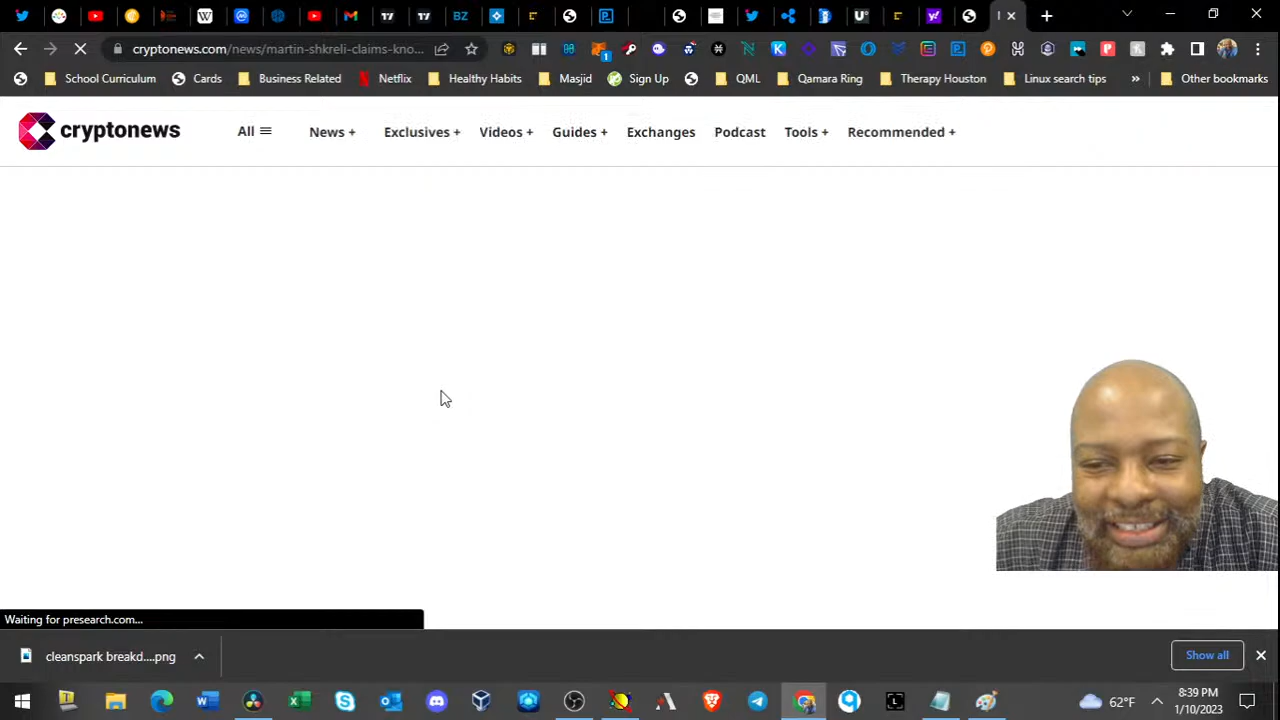 cryptonews.com/news/martin-shkreli-claims-kno...
School Curriculum Cards Business Related Netflix Healthy Habits Masjid Sign Up QML Qamara Ring Therapy Houston Linux search tips » Other bookmarks
cryptonews All News + Exclusives + Videos + Guides + Exchanges Podcast Tools + Recommended +
Waiting for presearch.com...
cleanspark breakd....png Show all
62°F 8:39 PM
1/10/2023